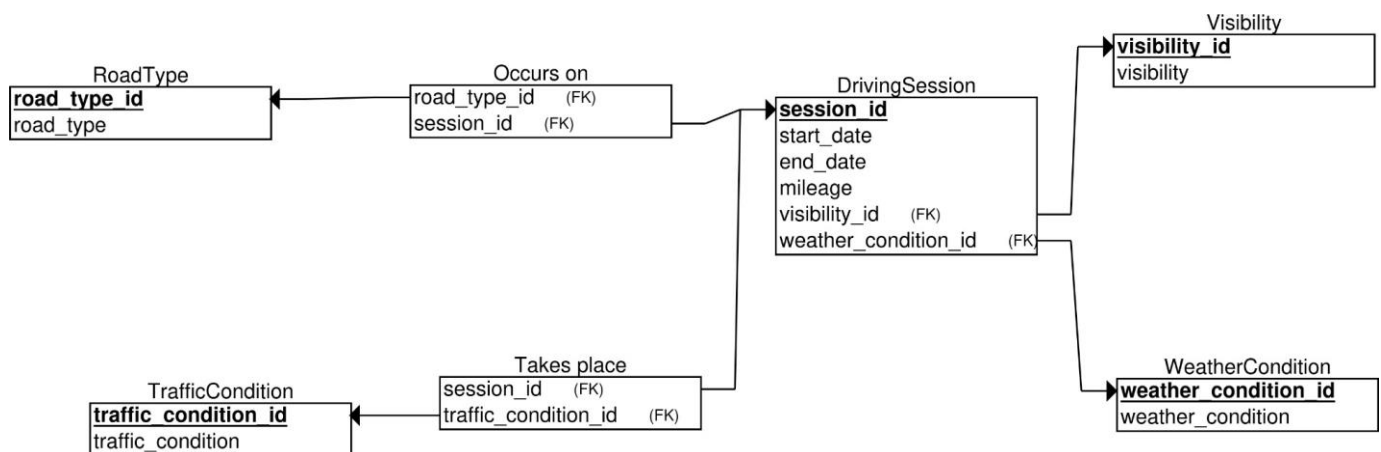 RoadType
road_type_id
road_type
Occurs on
road_type_id (FK)
session_id (FK)
DrivingSession
session_id
start_date
end_date
mileage
visibility_id (FK)
weather_condition_id (FK)
Visibility
visibility_id
visibility
TrafficCondition
traffic_condition_id
traffic_condition
Takes place
session_id (FK)
traffic_condition_id (FK)
WeatherCondition
weather_condition_id
weather_condition